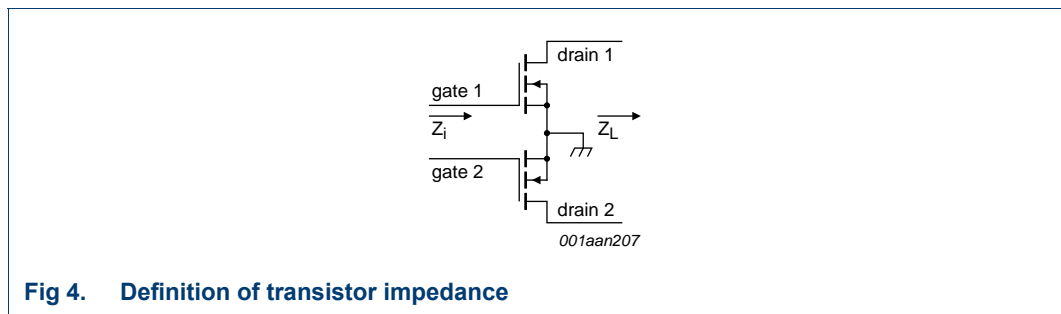 drain 1
gate 1
Zi
ZL
gate 2
drain 2
001aan207
Fig 4. Definition of transistor impedance